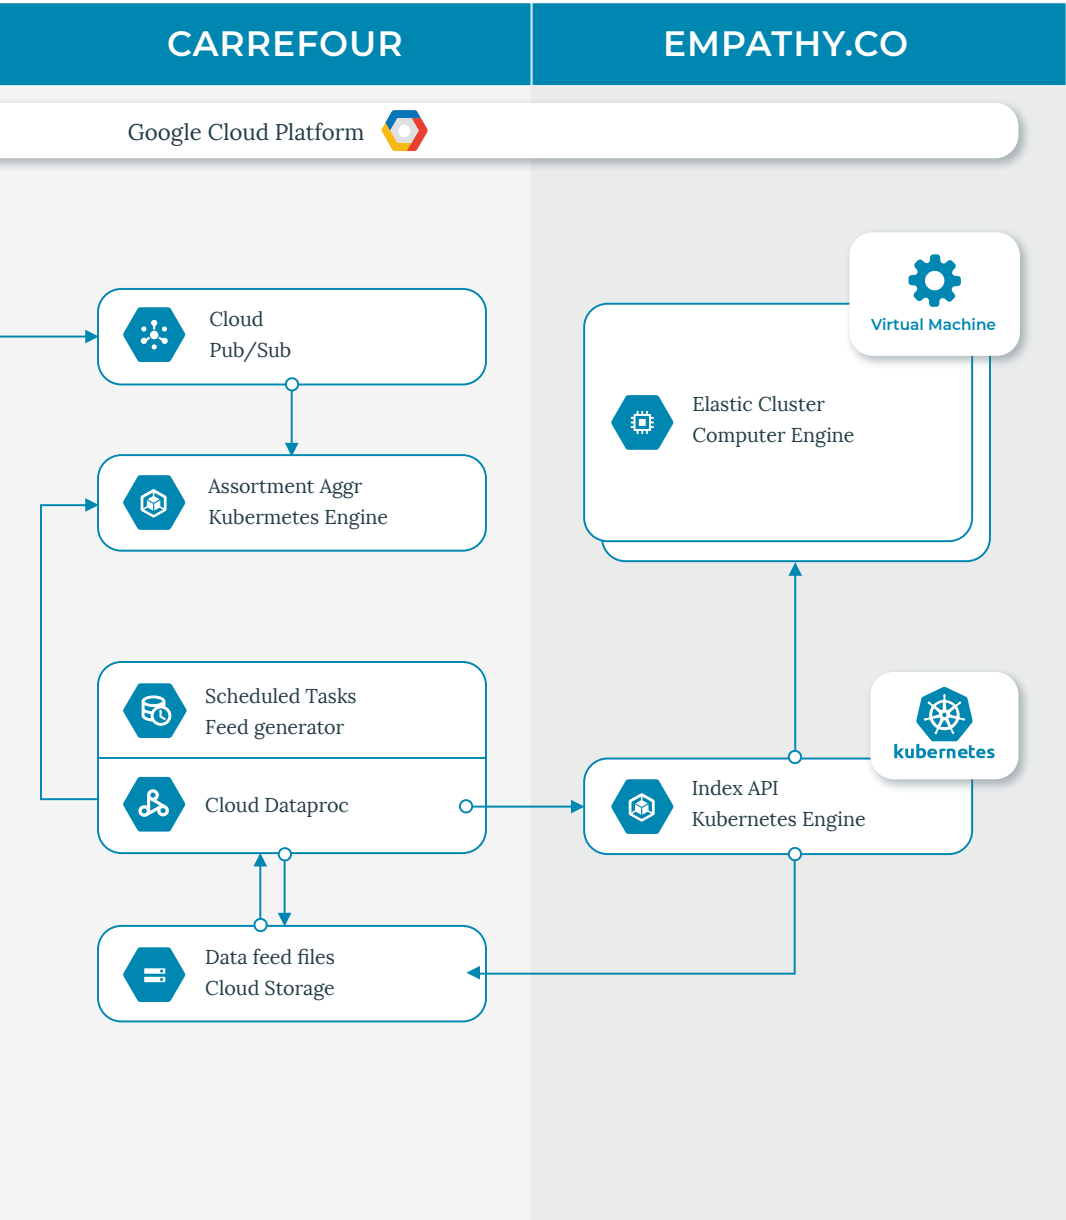 CARREFOUR
EMPATHY.CO
Google Cloud Platform
Cloud
Pub/Sub
Assortment Aggr
Kubermetes Engine
Scheduled Tasks
Feed generator
Cloud Dataproc
Data feed files
Cloud Storage
Virtual Machine
Elastic Cluster
Computer Engine
kubernetes
Index API
Kubernetes Engine